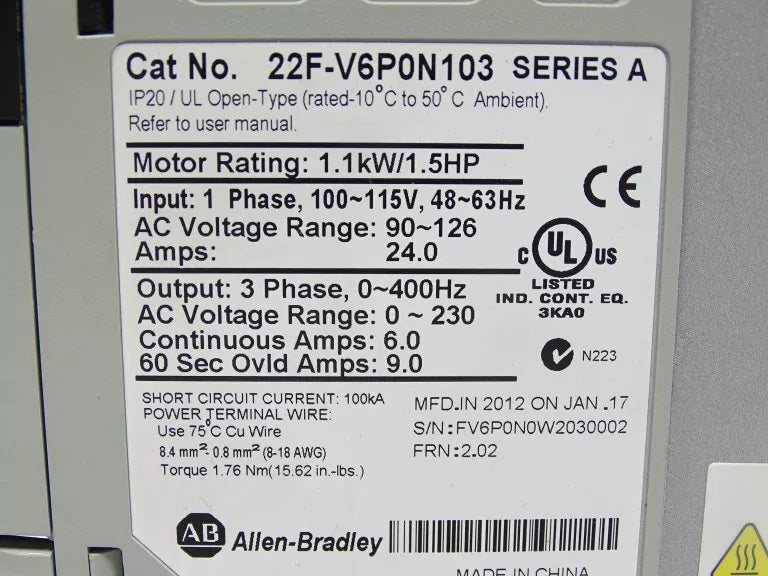 Cat No. 22F-V6P0N103 SERIES A
IP20 / UL Open-Type (rated-10°C to 50°C Ambient).
Refer to user manual.
Motor Rating: 1.1kW/1.5HP
Input: 1 Phase, 100~115V, 48~63Hz
AC Voltage Range: 90~126
Amps: 24.0
CE
C UL US
LISTED
IND. CONT. EQ.
3KA0
Output: 3 Phase, 0~400Hz
AC Voltage Range: 0 ~ 230
Continuous Amps: 6.0
60 Sec Ovld Amps: 9.0
N223
SHORT CIRCUIT CURRENT: 100kA
POWER TERMINAL WIRE:
Use 75°C Cu Wire
8.4 mm²- 0.8 mm² (8-18 AWG)
Torque 1.76 Nm(15.62 in.-lbs.)
MFD.IN 2012 ON JAN .17
S/N:FV6P0N0W2030002
FRN:2.02
AB Allen-Bradley
MADE IN CHINA